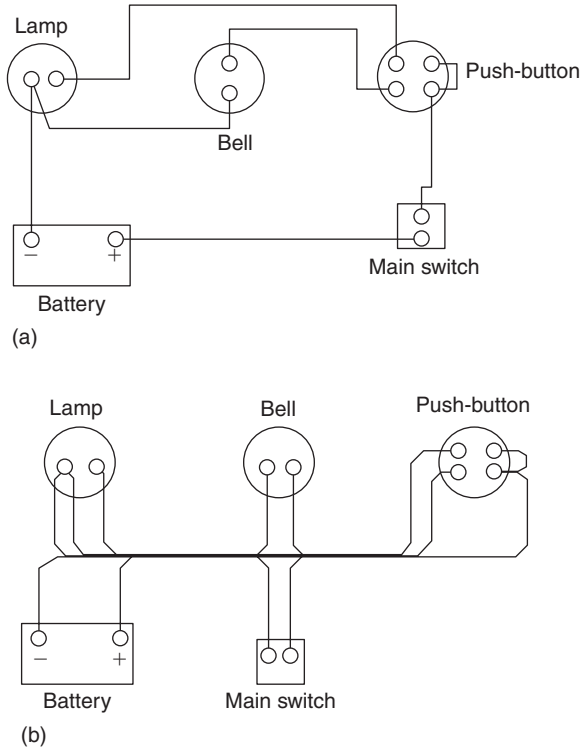 Lamp
Push-button
Bell
− +
Main switch
Battery
(a)
Lamp Bell Push-button
− +
Battery Main switch
(b)